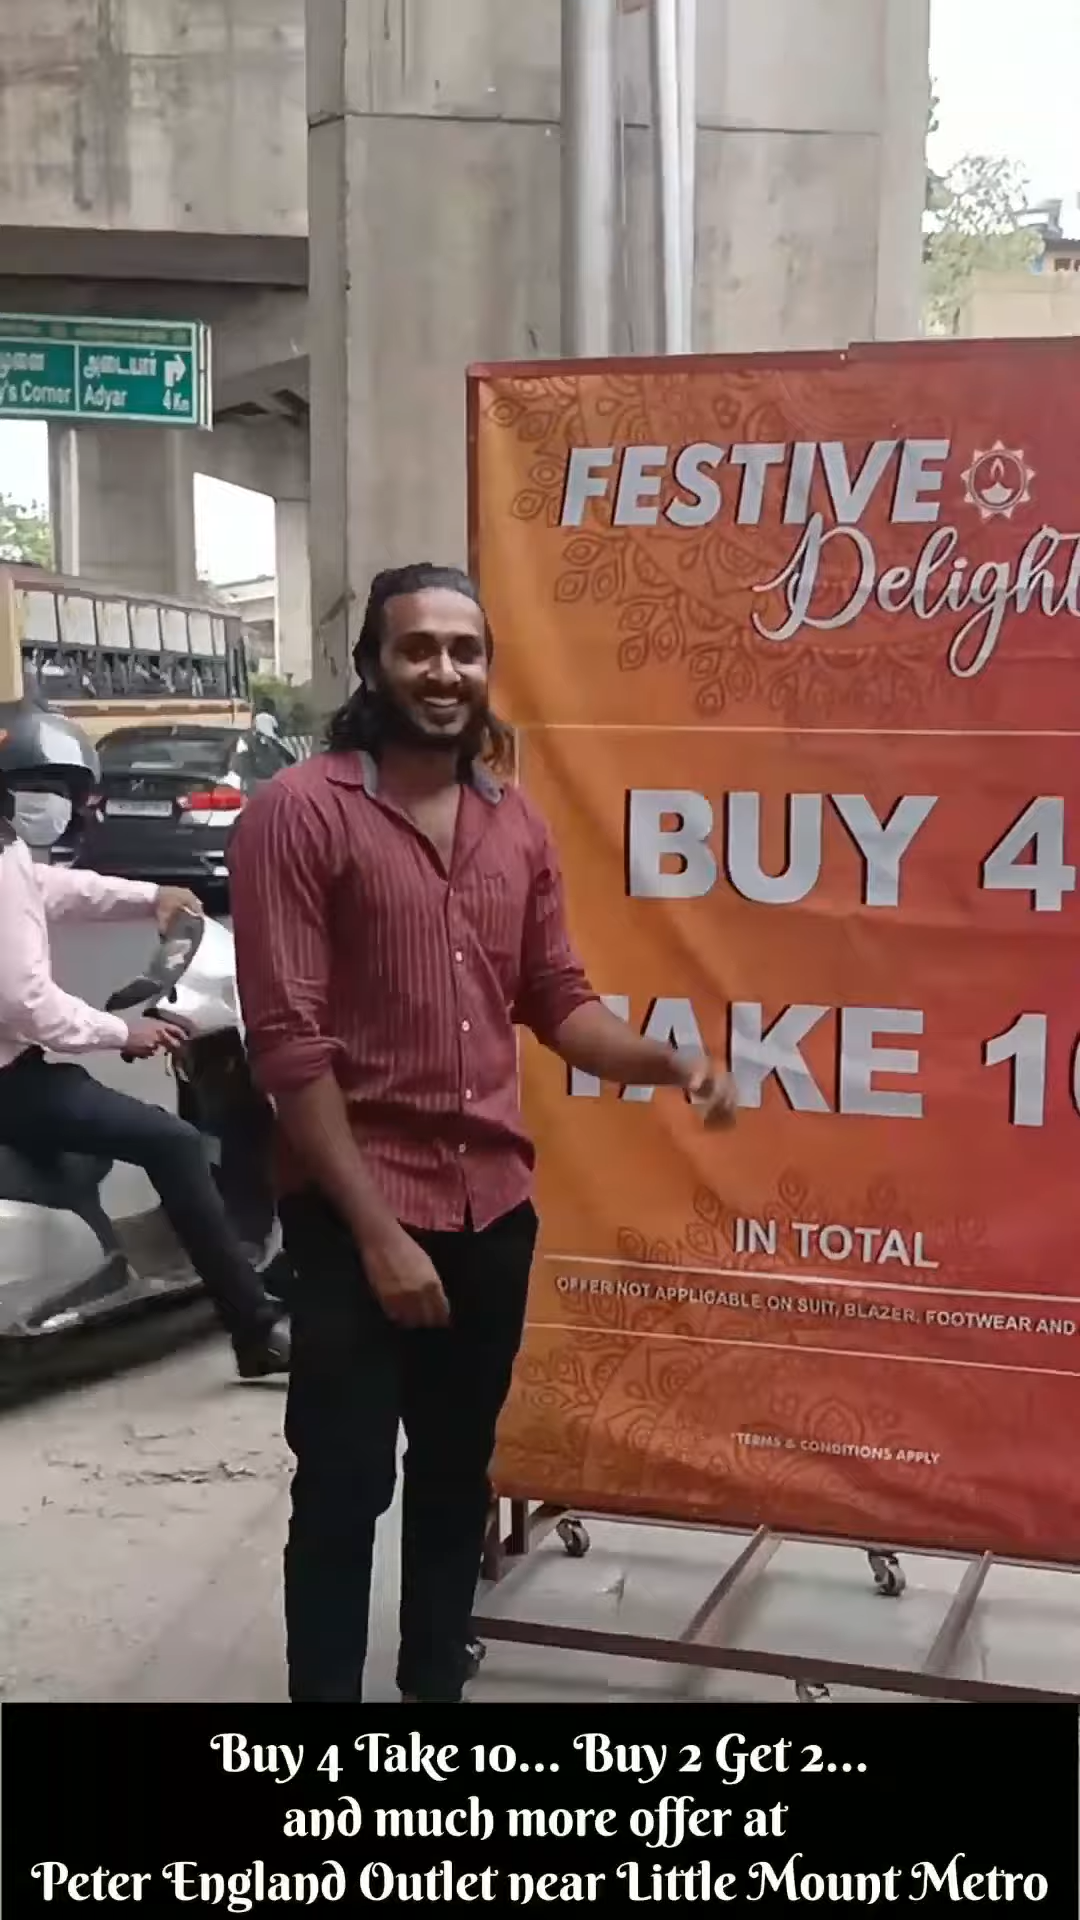 முனை
y's Corner
அடையார்
Adyar
4 Km
FESTIVE
Delight
BUY 4
TAKE 10
IN TOTAL
OFFER NOT APPLICABLE ON SUIT, BLAZER, FOOTWEAR AND
*TERMS & CONDITIONS APPLY
Buy 4 Take 10... Buy 2 Get 2...
and much more offer at
Peter England Outlet near Little Mount Metro